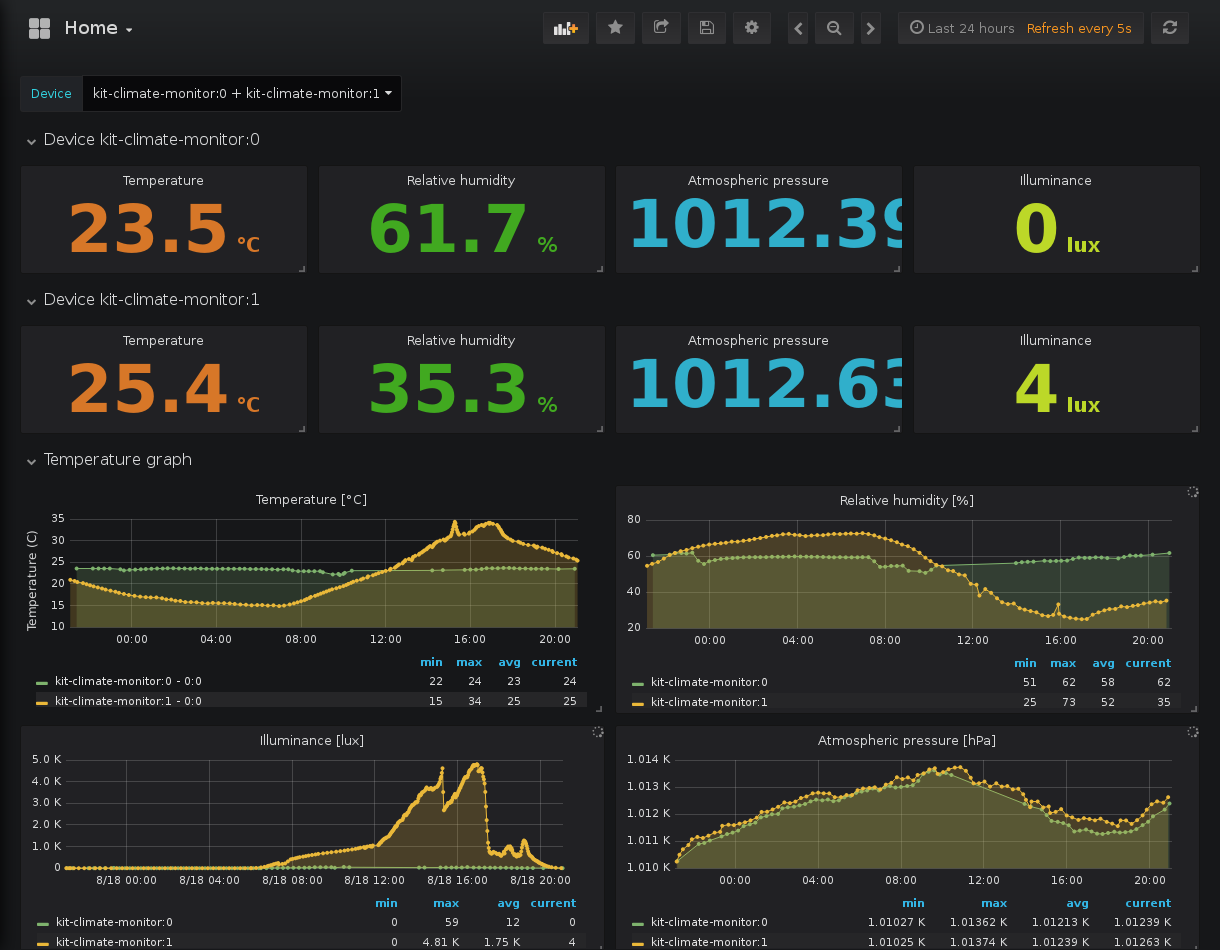 Home
Last 24 hours Refresh every 5s
Device kit-climate-monitor:0 + kit-climate-monitor:1
Device kit-climate-monitor:0
Temperature Relative humidity Atmospheric pressure Illuminance
23.5 °C 61.7 % 1012.39 0 lux
Device kit-climate-monitor:1
Temperature Relative humidity Atmospheric pressure Illuminance
25.4 °C 35.3 % 1012.63 4 lux
Temperature graph
Temperature [°C]
Temperature (C)
35
30
25
20
15
10
00:00 04:00 08:00 12:00 16:00 20:00
min max avg current
kit-climate-monitor:0 - 0:0 22 24 23 24
kit-climate-monitor:1 - 0:0 15 34 25 25
Relative humidity [%]
80
60
40
20
00:00 04:00 08:00 12:00 16:00 20:00
min max avg current
kit-climate-monitor:0 51 62 58 62
kit-climate-monitor:1 25 73 52 35
Illuminance [lux]
5.0 K
4.0 K
3.0 K
2.0 K
1.0 K
0
8/18 00:00 8/18 04:00 8/18 08:00 8/18 12:00 8/18 16:00 8/18 20:00
min max avg current
kit-climate-monitor:0 0 59 12 0
kit-climate-monitor:1 0 4.81 K 1.75 K 4
Atmospheric pressure [hPa]
1.014 K
1.013 K
1.012 K
1.011 K
1.010 K
00:00 04:00 08:00 12:00 16:00 20:00
min max avg current
kit-climate-monitor:0 1.01027 K 1.01362 K 1.01213 K 1.01239 K
kit-climate-monitor:1 1.01025 K 1.01374 K 1.01239 K 1.01263 K